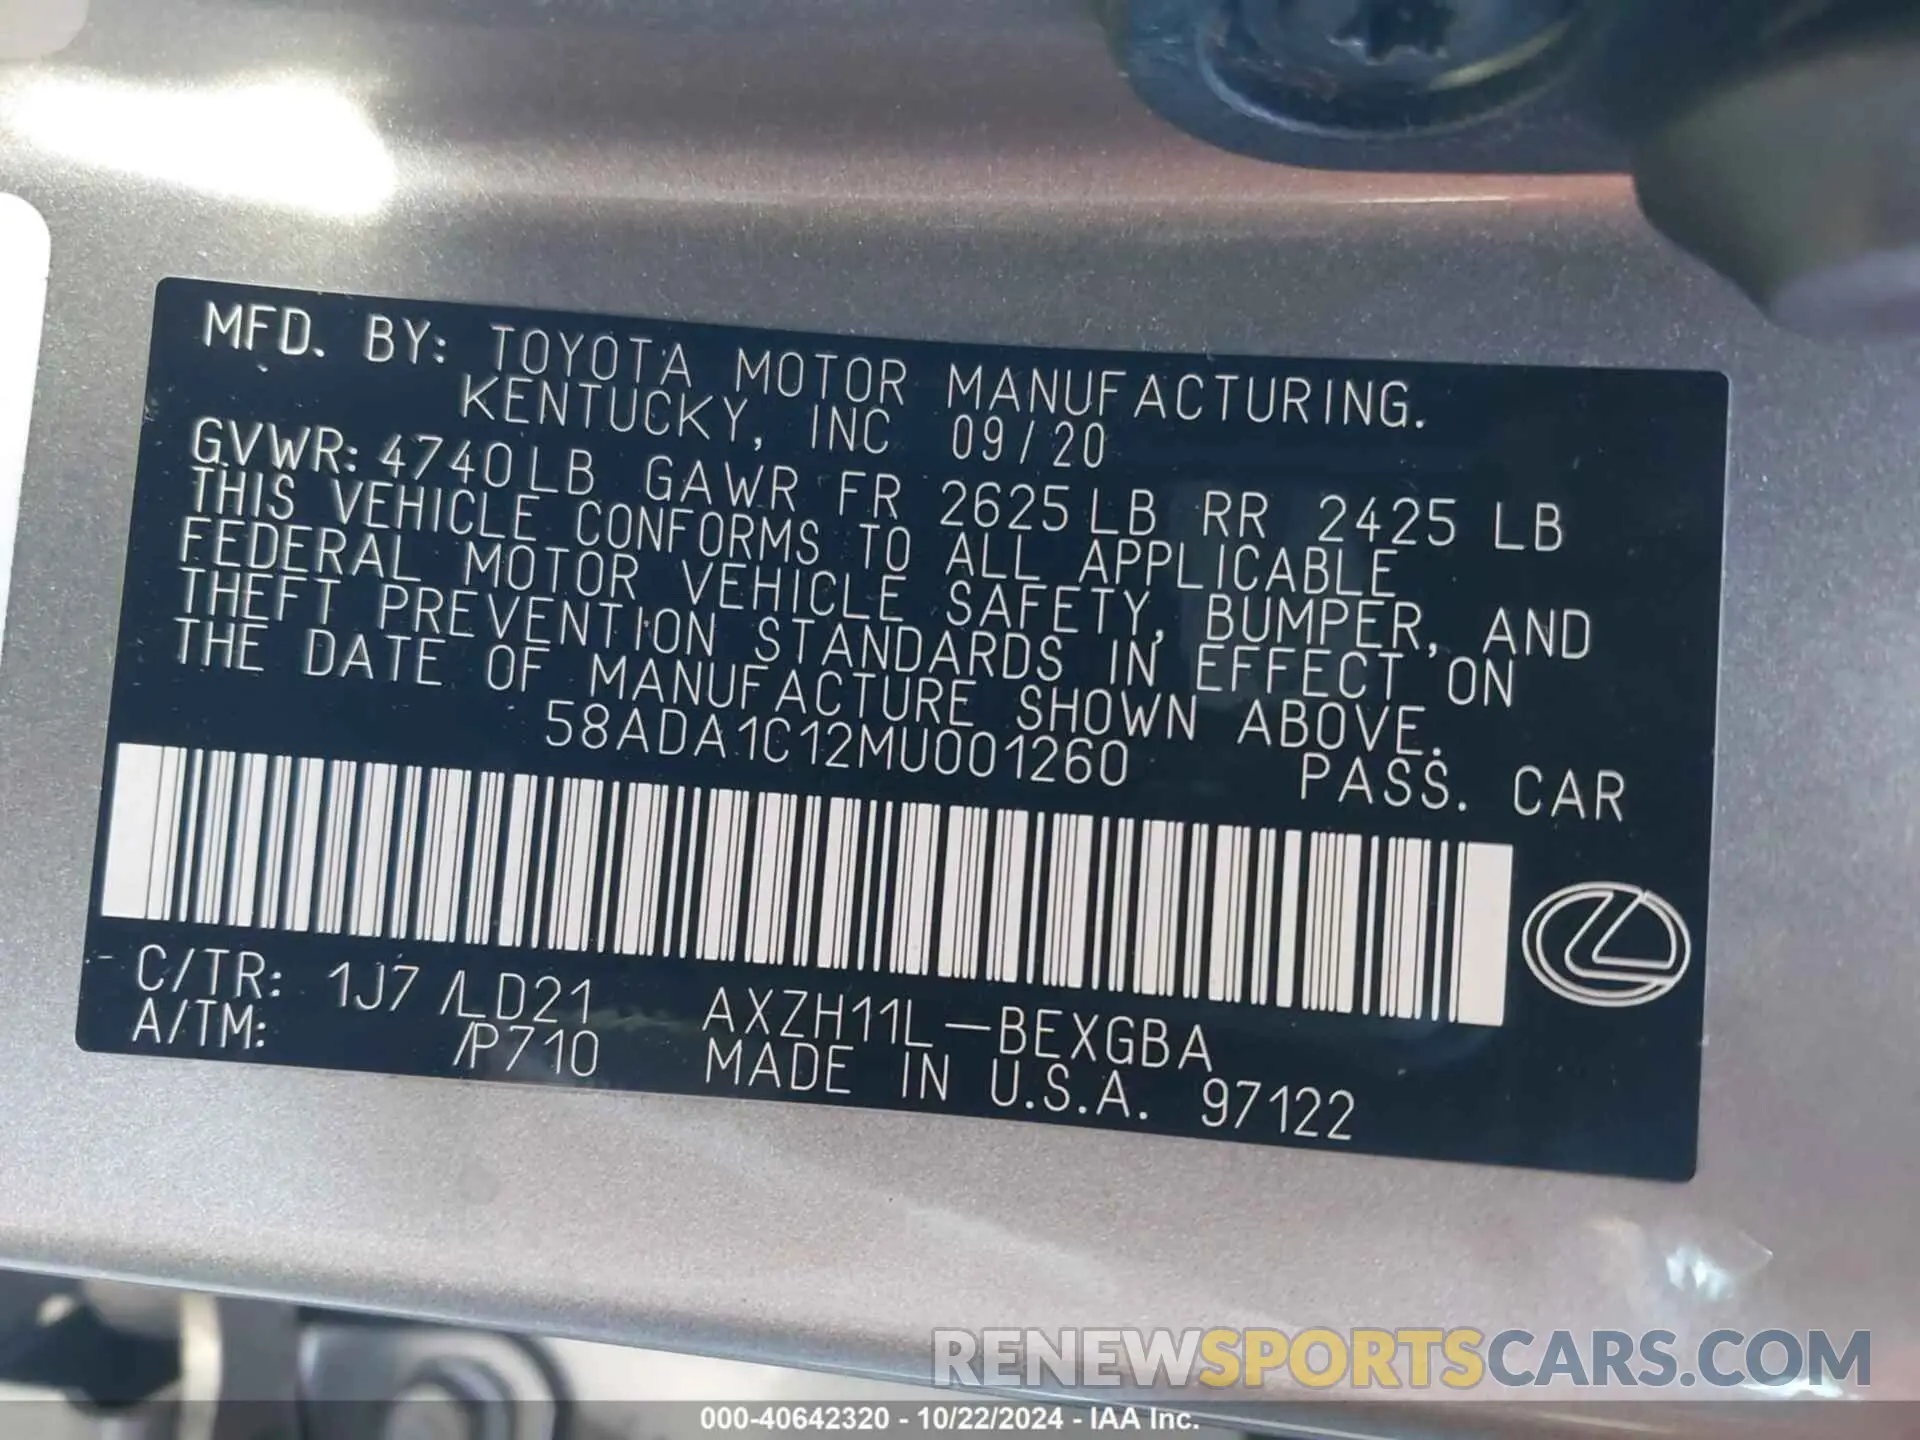 MFD. BY: TOYOTA MOTOR MANUFACTURING.
KENTUCKY, INC 09/20
GVWR: 4740LB GAWR FR 2625LB RR 2425 LB
THIS VEHICLE CONFORMS TO ALL APPLICABLE
FEDERAL MOTOR VEHICLE SAFETY, BUMPER, AND
THEFT PREVENTION STANDARDS IN EFFECT ON
THE DATE OF MANUFACTURE SHOWN ABOVE.
58ADA1C12MU001260 PASS. CAR
C/TR: 1J7 /LD21 AXZH11L-BEXGBA
A/TM: /P710 MADE IN U.S.A. 97122
RENEWSPORTSCARS.COM
000-40642320 - 10/22/2024 - IAA Inc.